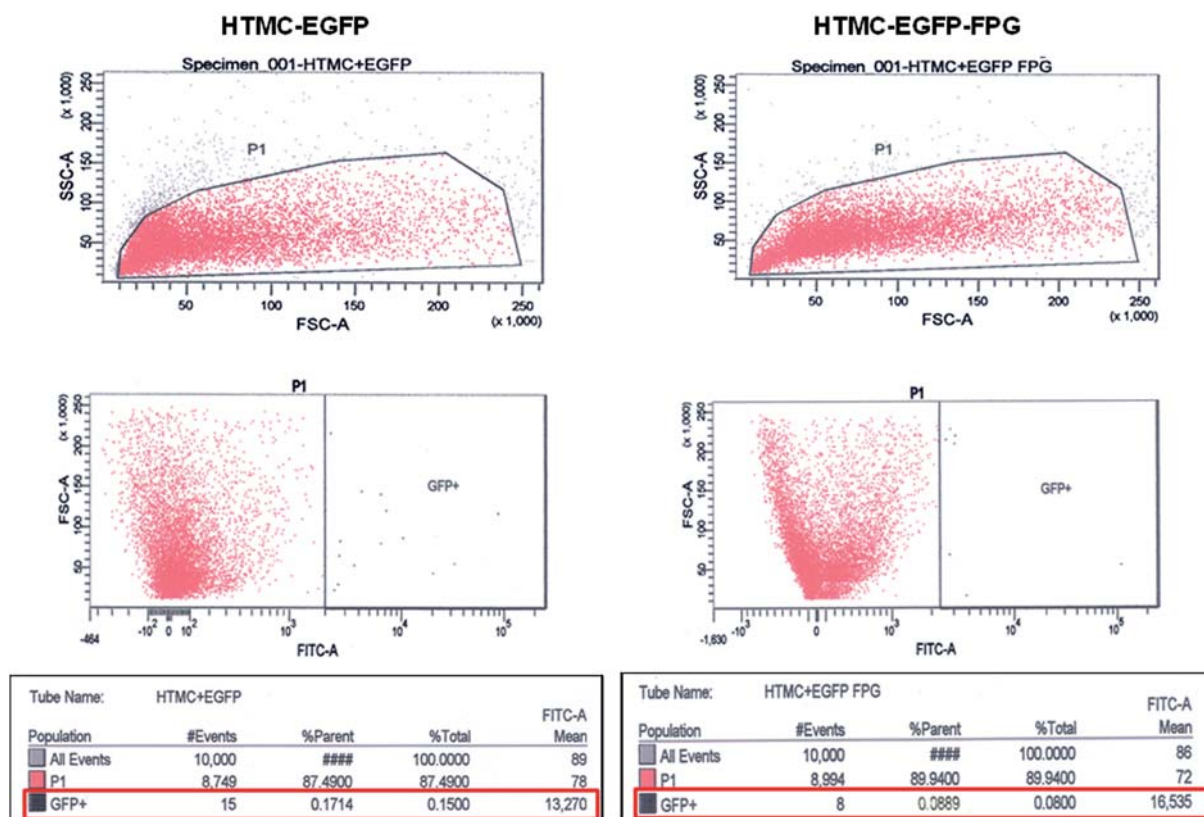 HTMC-EGFP
Specimen_001-HTMC+EGFP
(x 1,000)
250
200
150
100
50
SSC-A
P1
50 100 150 200 250
FSC-A
(x 1,000)
P1
(x 1,000)
250
200
150
100
50
FSC-A
GFP+
-464 -10^2 0 10^2 10^3 10^4 10^5
FITC-A
Tube Name: HTMC+EGFP
FITC-A
Population #Events %Parent %Total Mean
All Events 10,000 #### 100.0000 89
P1 8,749 87.4900 87.4900 78
GFP+ 15 0.1714 0.1500 13,270
HTMC-EGFP-FPG
Specimen_001-HTMC+EGFP FPG
(x 1,000)
250
200
150
100
50
SSC-A
P1
50 100 150 200 250
FSC-A
(x 1,000)
P1
(x 1,000)
250
200
150
100
50
FSC-A
GFP+
-1,630 -10^3 0 10^3 10^4 10^5
FITC-A
Tube Name: HTMC+EGFP FPG
FITC-A
Population #Events %Parent %Total Mean
All Events 10,000 #### 100.0000 86
P1 8,994 89.9400 89.9400 72
GFP+ 8 0.0889 0.0800 16,535